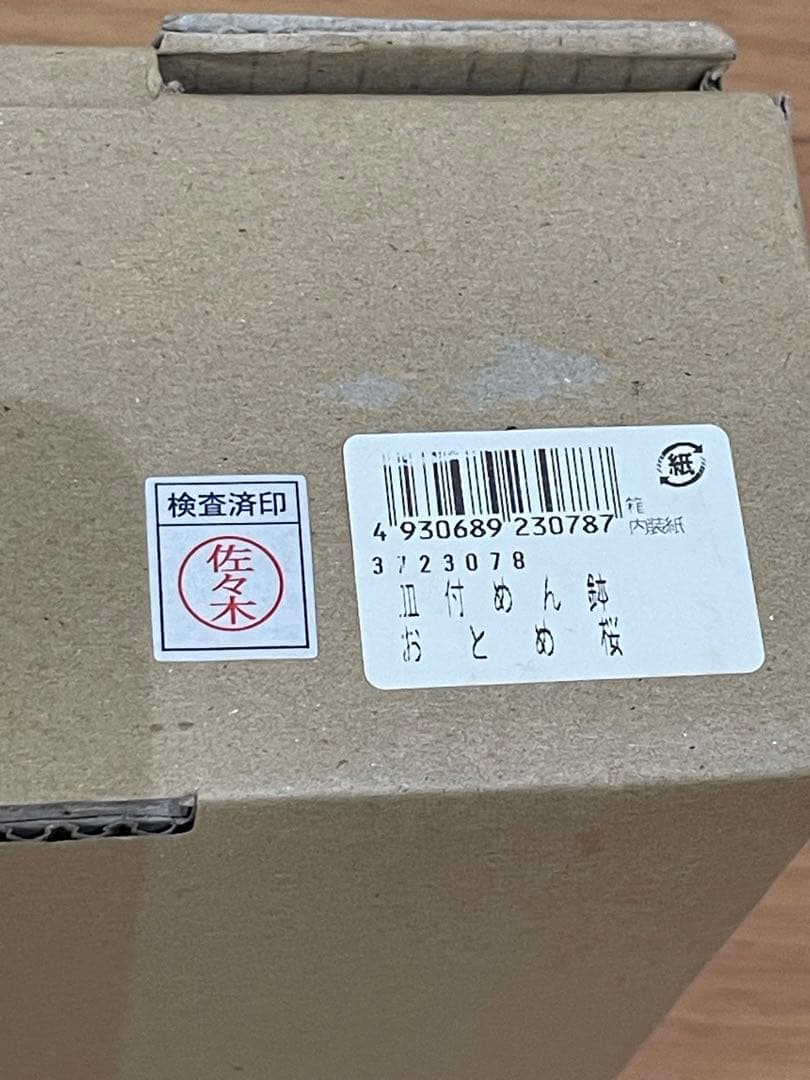 検査済印
佐々木
紙
箱
内装紙
4 930689 230787
3723078
皿付めん鉢
おとめ桜